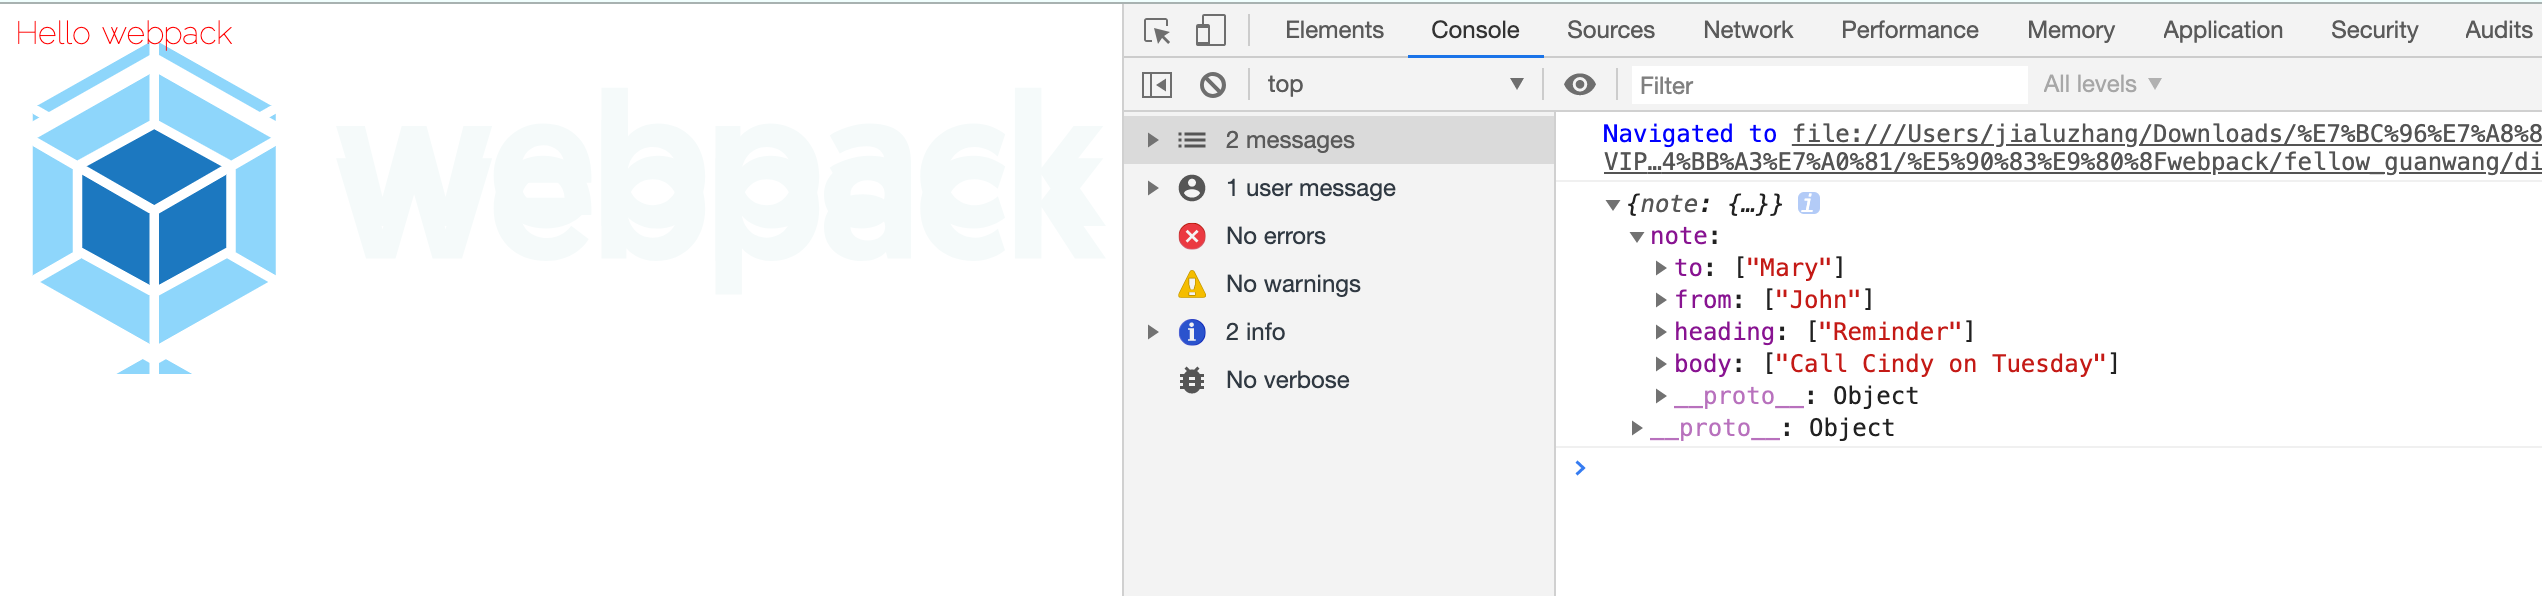 Hello webpack
webpack
Elements Console Sources Network Performance Memory Application Security Audits
top Filter All levels
2 messages
1 user message
No errors
No warnings
2 info
No verbose
Navigated to file:///Users/jialuzhang/Downloads/%E7%BC%96%E7%A8%8
VIP…4%BB%A3%E7%A0%81/%E5%90%83%E9%80%8Fwebpack/fellow_guanwang/di
{note: {…}} i
note:
to: ["Mary"]
from: ["John"]
heading: ["Reminder"]
body: ["Call Cindy on Tuesday"]
__proto__: Object
__proto__: Object